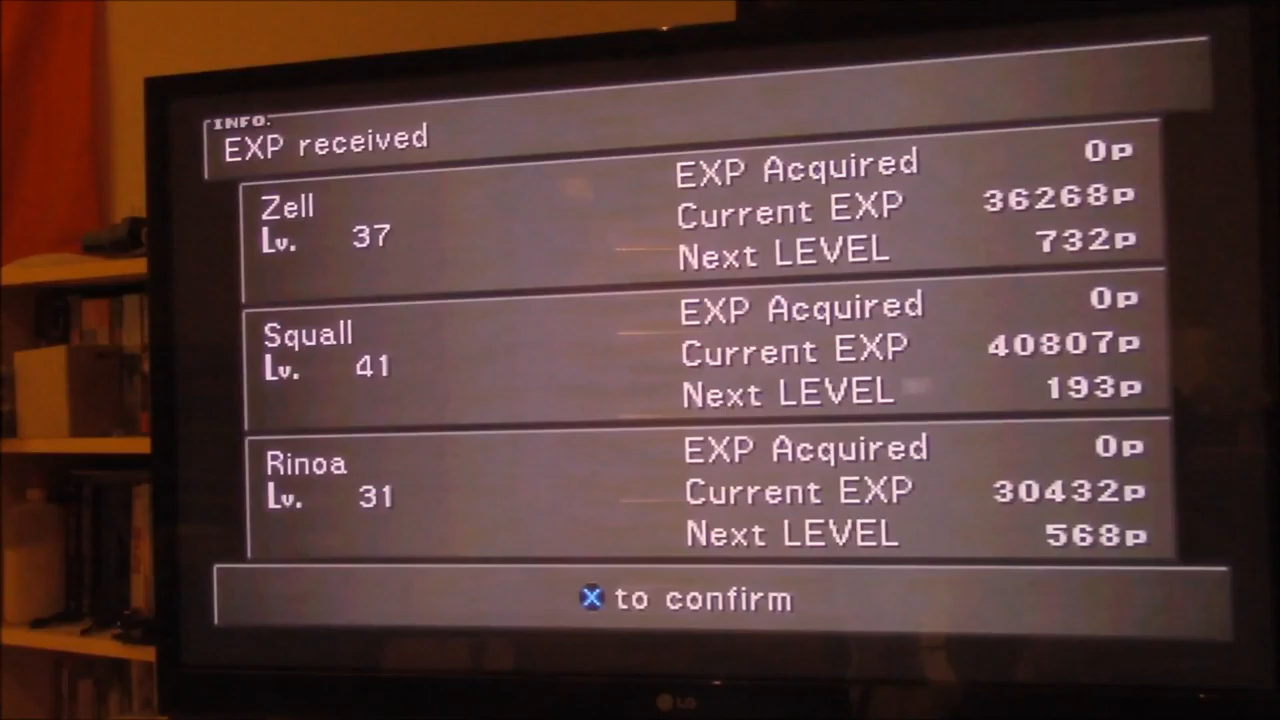 INFO.
EXP received
Zell
Lv. 37
EXP Acquired 0p
Current EXP 36268p
Next LEVEL 732p
Squall
Lv. 41
EXP Acquired 0p
Current EXP 40807p
Next LEVEL 193p
Rinoa
Lv. 31
EXP Acquired 0p
Current EXP 30432p
Next LEVEL 568p
X to confirm
LG